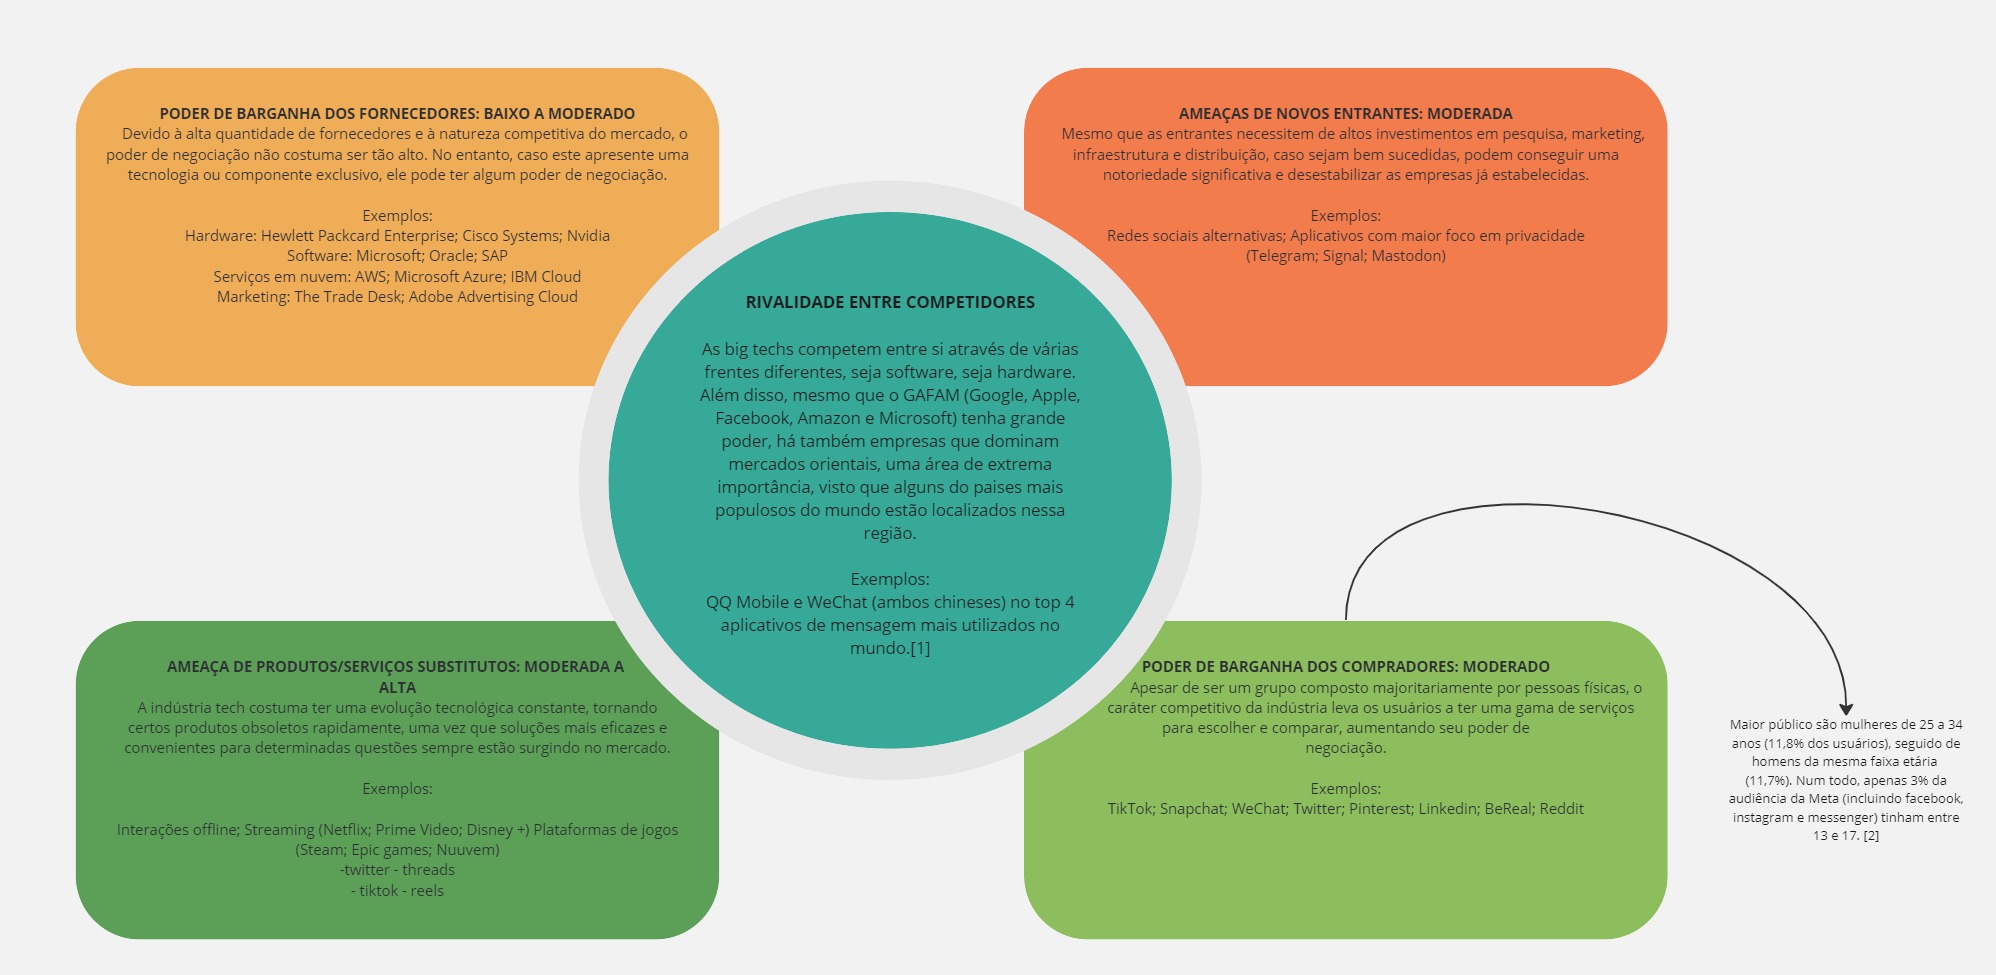 PODER DE BARGANHA DOS FORNECEDORES: BAIXO A MODERADO
Devido à alta quantidade de fornecedores e à natureza competitiva do mercado, o
poder de negociação não costuma ser tão alto. No entanto, caso este apresente uma
tecnologia ou componente exclusivo, ele pode ter algum poder de negociação.
Exemplos:
Hardware: Hewlett Packcard Enterprise; Cisco Systems; Nvidia
Software: Microsoft; Oracle; SAP
Serviços em nuvem: AWS; Microsoft Azure; IBM Cloud
Marketing: The Trade Desk; Adobe Advertising Cloud
AMEAÇAS DE NOVOS ENTRANTES: MODERADA
Mesmo que as entrantes necessitem de altos investimentos em pesquisa, marketing,
infraestrutura e distribuição, caso sejam bem sucedidas, podem conseguir uma
notoriedade significativa e desestabilizar as empresas já estabelecidas.
Exemplos:
Redes sociais alternativas; Aplicativos com maior foco em privacidade
(Telegram; Signal; Mastodon)
RIVALIDADE ENTRE COMPETIDORES
As big techs competem entre si através de várias
frentes diferentes, seja software, seja hardware.
Além disso, mesmo que o GAFAM (Google, Apple,
Facebook, Amazon e Microsoft) tenha grande
poder, há também empresas que dominam
mercados orientais, uma área de extrema
importância, visto que alguns do paises mais
populosos do mundo estão localizados nessa
região.
Exemplos:
QQ Mobile e WeChat (ambos chineses) no top 4
aplicativos de mensagem mais utilizados no
mundo.[1]
AMEAÇA DE PRODUTOS/SERVIÇOS SUBSTITUTOS: MODERADA A
ALTA
A indústria tech costuma ter uma evolução tecnológica constante, tornando
certos produtos obsoletos rapidamente, uma vez que soluções mais eficazes e
convenientes para determinadas questões sempre estão surgindo no mercado.
Exemplos:
Interações offline; Streaming (Netflix; Prime Video; Disney +) Plataformas de jogos
(Steam; Epic games; Nuuvem)
-twitter - threads
- tiktok - reels
PODER DE BARGANHA DOS COMPRADORES: MODERADO
Apesar de ser um grupo composto majoritariamente por pessoas físicas, o
caráter competitivo da indústria leva os usuários a ter uma gama de serviços
para escolher e comparar, aumentando seu poder de
negociação.
Exemplos:
TikTok; Snapchat; WeChat; Twitter; Pinterest; Linkedin; BeReal; Reddit
Maior público são mulheres de 25 a 34
anos (11,8% dos usuários), seguido de
homens da mesma faixa etária
(11,7%). Num todo, apenas 3% da
audiência da Meta (incluindo facebook,
instagram e messenger) tinham entre
13 e 17. [2]